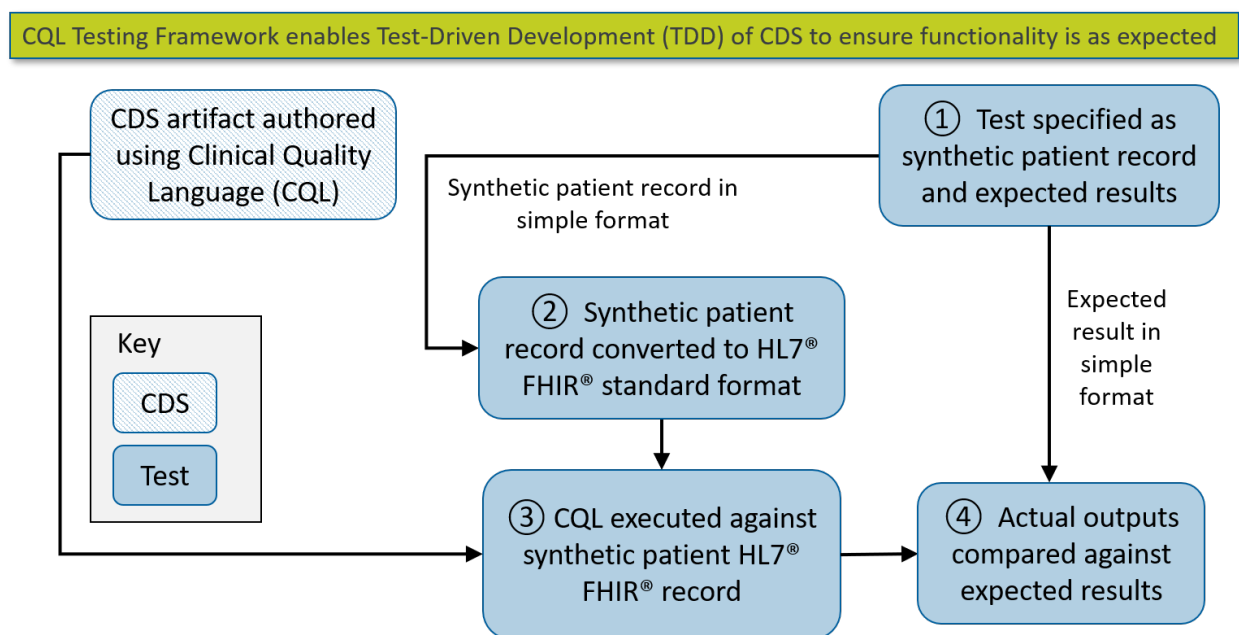 CQL Testing Framework enables Test-Driven Development (TDD) of CDS to ensure functionality is as expected
CDS artifact authored
using Clinical Quality
Language (CQL)
① Test specified as
synthetic patient record
and expected results
Synthetic patient record in
simple format
② Synthetic patient
record converted to HL7®
FHIR® standard format
Expected
result in
simple
format
Key
CDS
Test
③ CQL executed against
synthetic patient HL7®
FHIR® record
④ Actual outputs
compared against
expected results